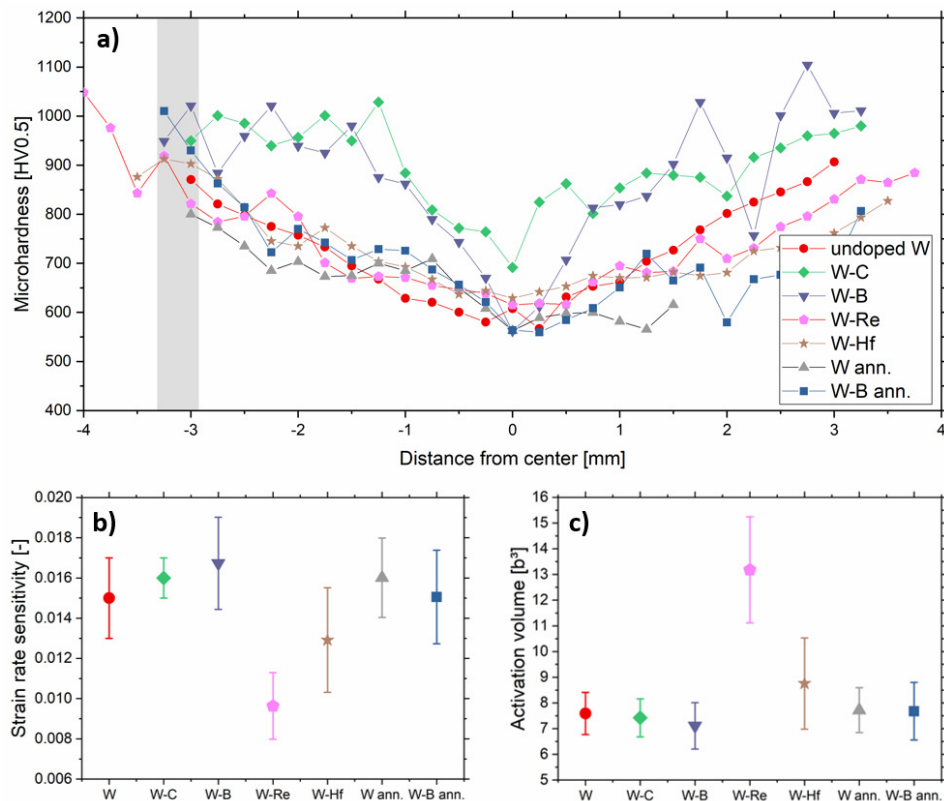 a)
1200
1100
1000
900
800
700
600
500
400
Microhardness [HV0.5]
-4 -3 -2 -1 0 1 2 3 4
Distance from center [mm]
undoped W
W-C
W-B
W-Re
W-Hf
W ann.
W-B ann.
b)
0.020
0.018
0.016
0.014
0.012
0.010
0.008
0.006
Strain rate sensitivity [-]
W W-C W-B W-Re W-Hf W ann. W-B ann.
c)
16
15
14
13
12
11
10
9
8
7
6
5
Activation volume [b³]
W W-C W-B W-Re W-Hf W ann. W-B ann.